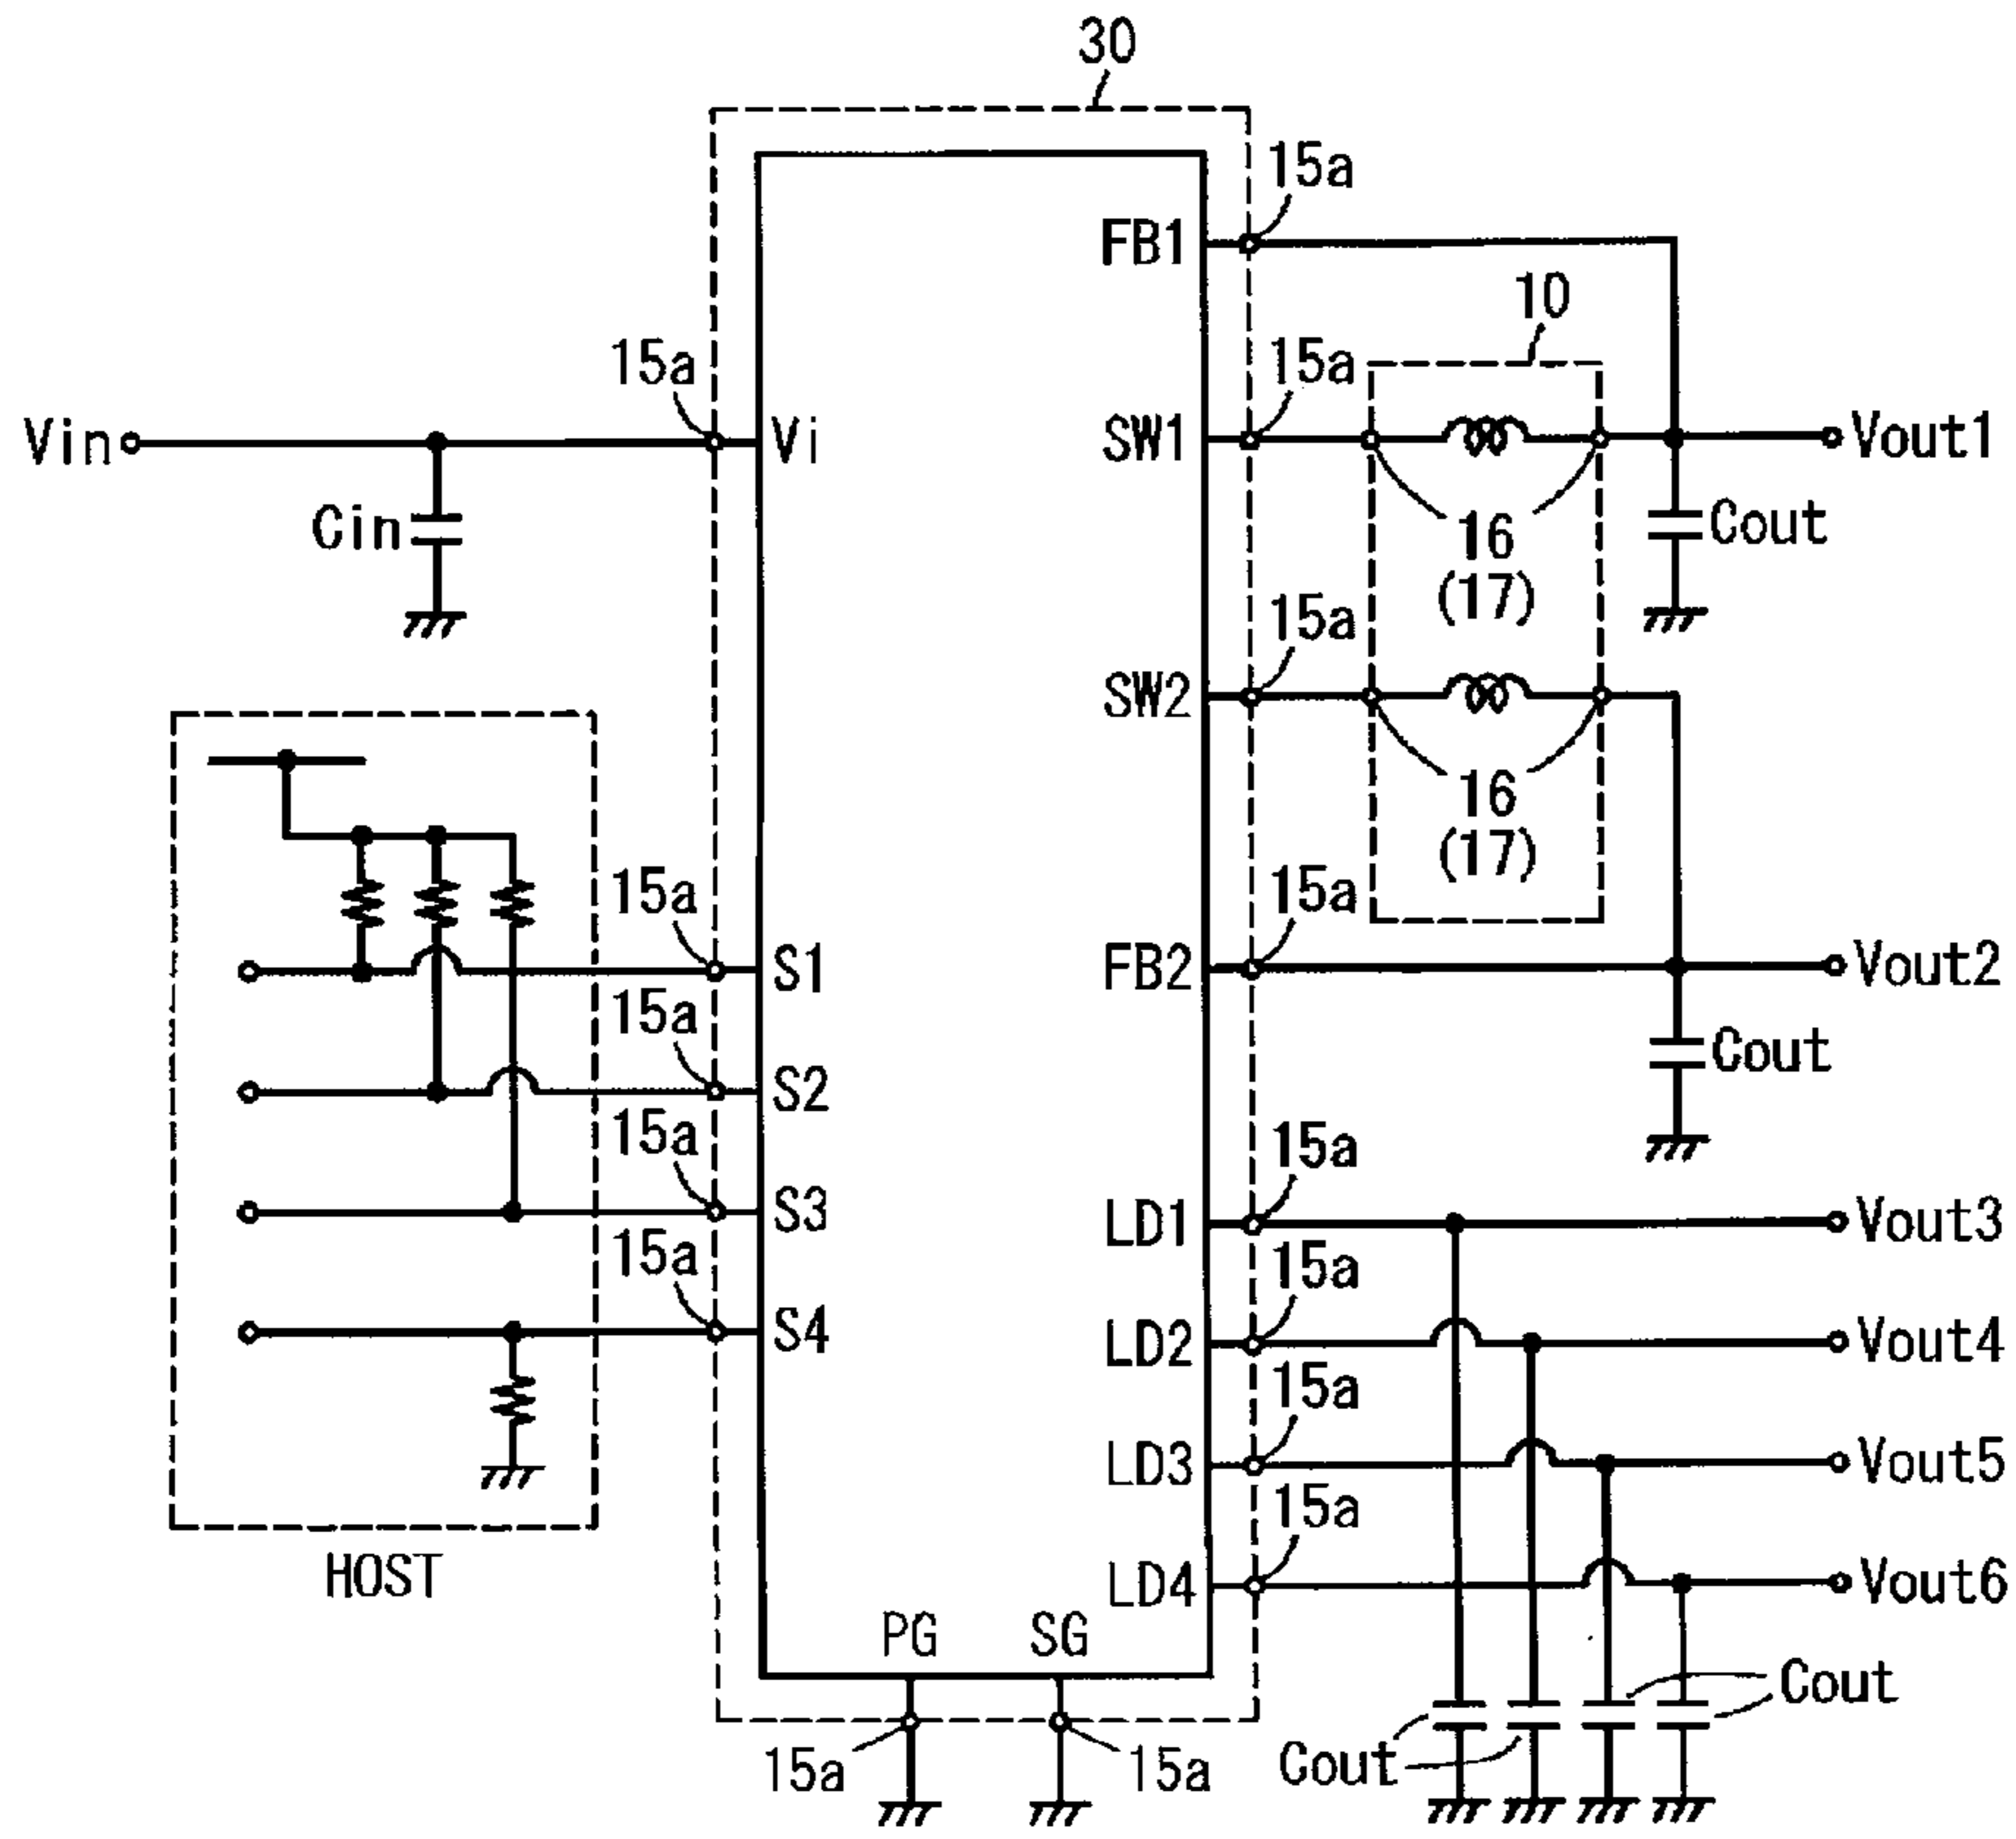 30
15a
FB1
10
15a
15a
Vin
Vi
SW1
Vout1
Cin
16
(17)
Cout
15a
SW2
16
(17)
15a
15a
S1
FB2
Vout2
15a
S2
Cout
15a
15a
S3
LD1
Vout3
15a
15a
S4
LD2
Vout4
15a
LD3
Vout5
15a
HOST
LD4
Vout6
PG
SG
Cout
15a
15a
Cout